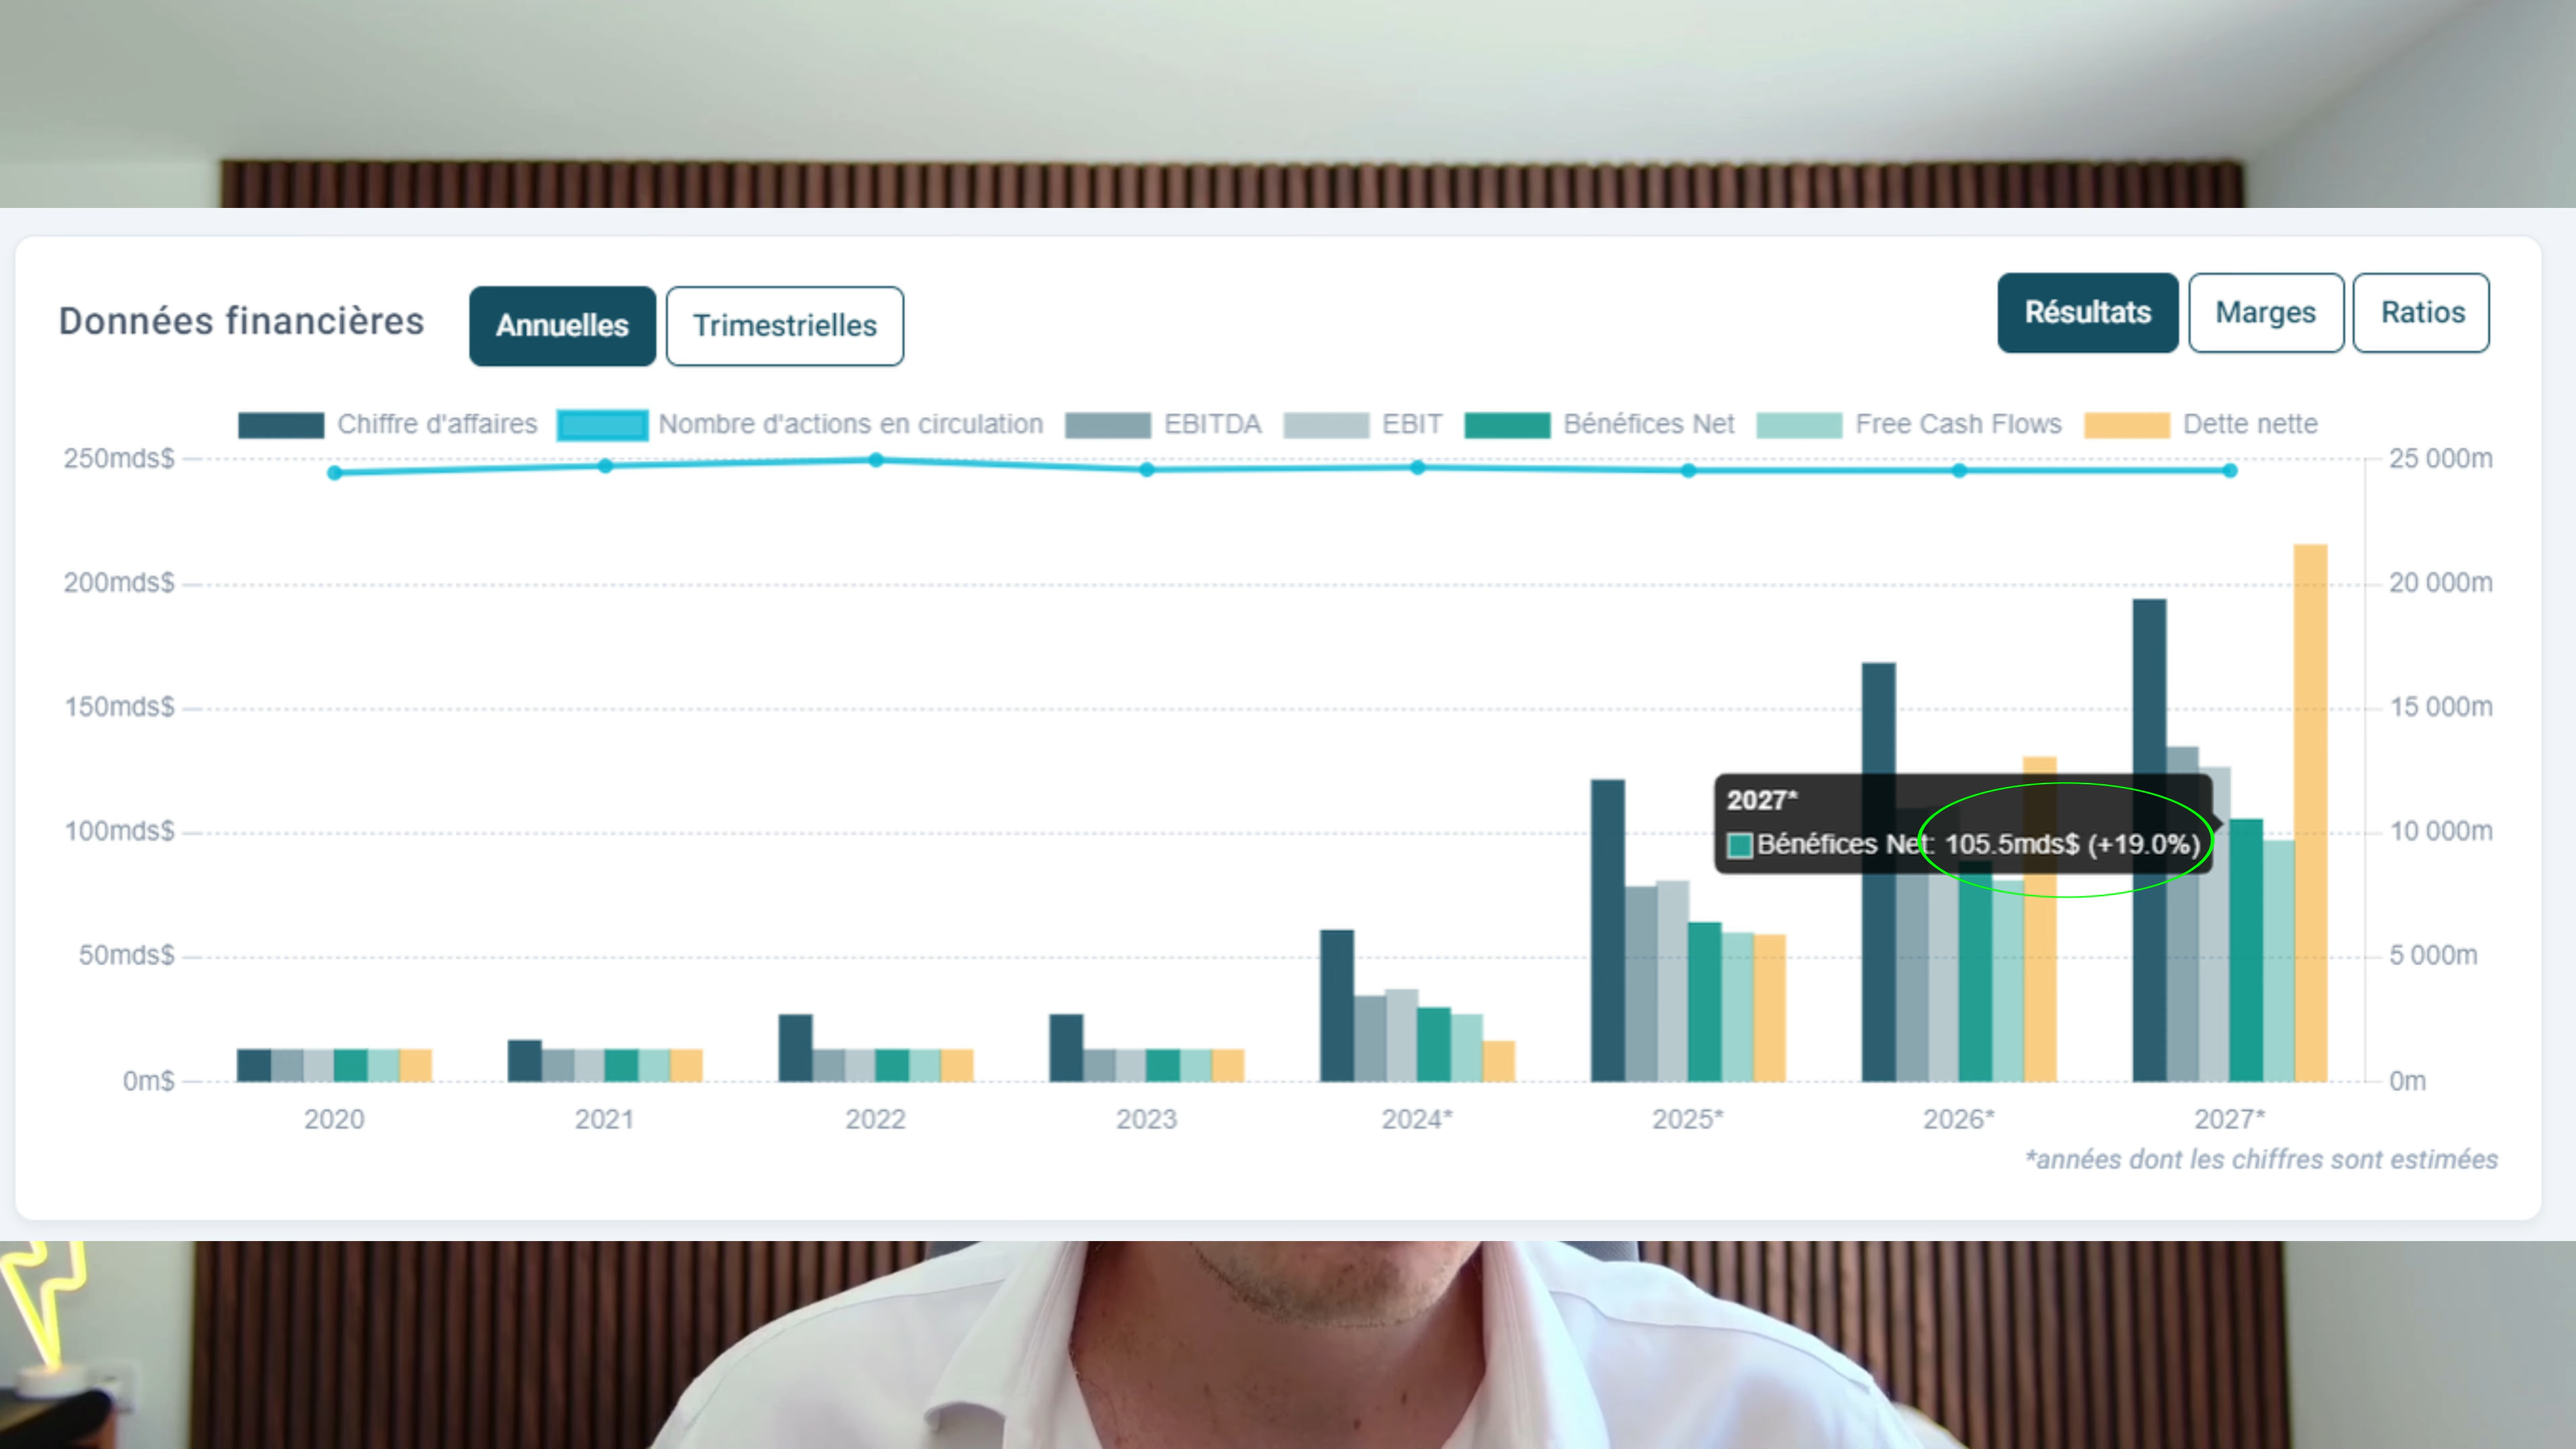 Données financières
Annuelles
Trimestrielles
Résultats
Marges
Ratios
Chiffre d'affaires
Nombre d'actions en circulation
EBITDA
EBIT
Bénéfices Net
Free Cash Flows
Dette nette
250mds$
25 000m
200mds$
20 000m
150mds$
15 000m
2027*
Bénéfices Net: 105.5mds$ (+19.0%)
100mds$
10 000m
50mds$
5 000m
0m$
0m
2020
2021
2022
2023
2024*
2025*
2026*
2027*
*années dont les chiffres sont estimées